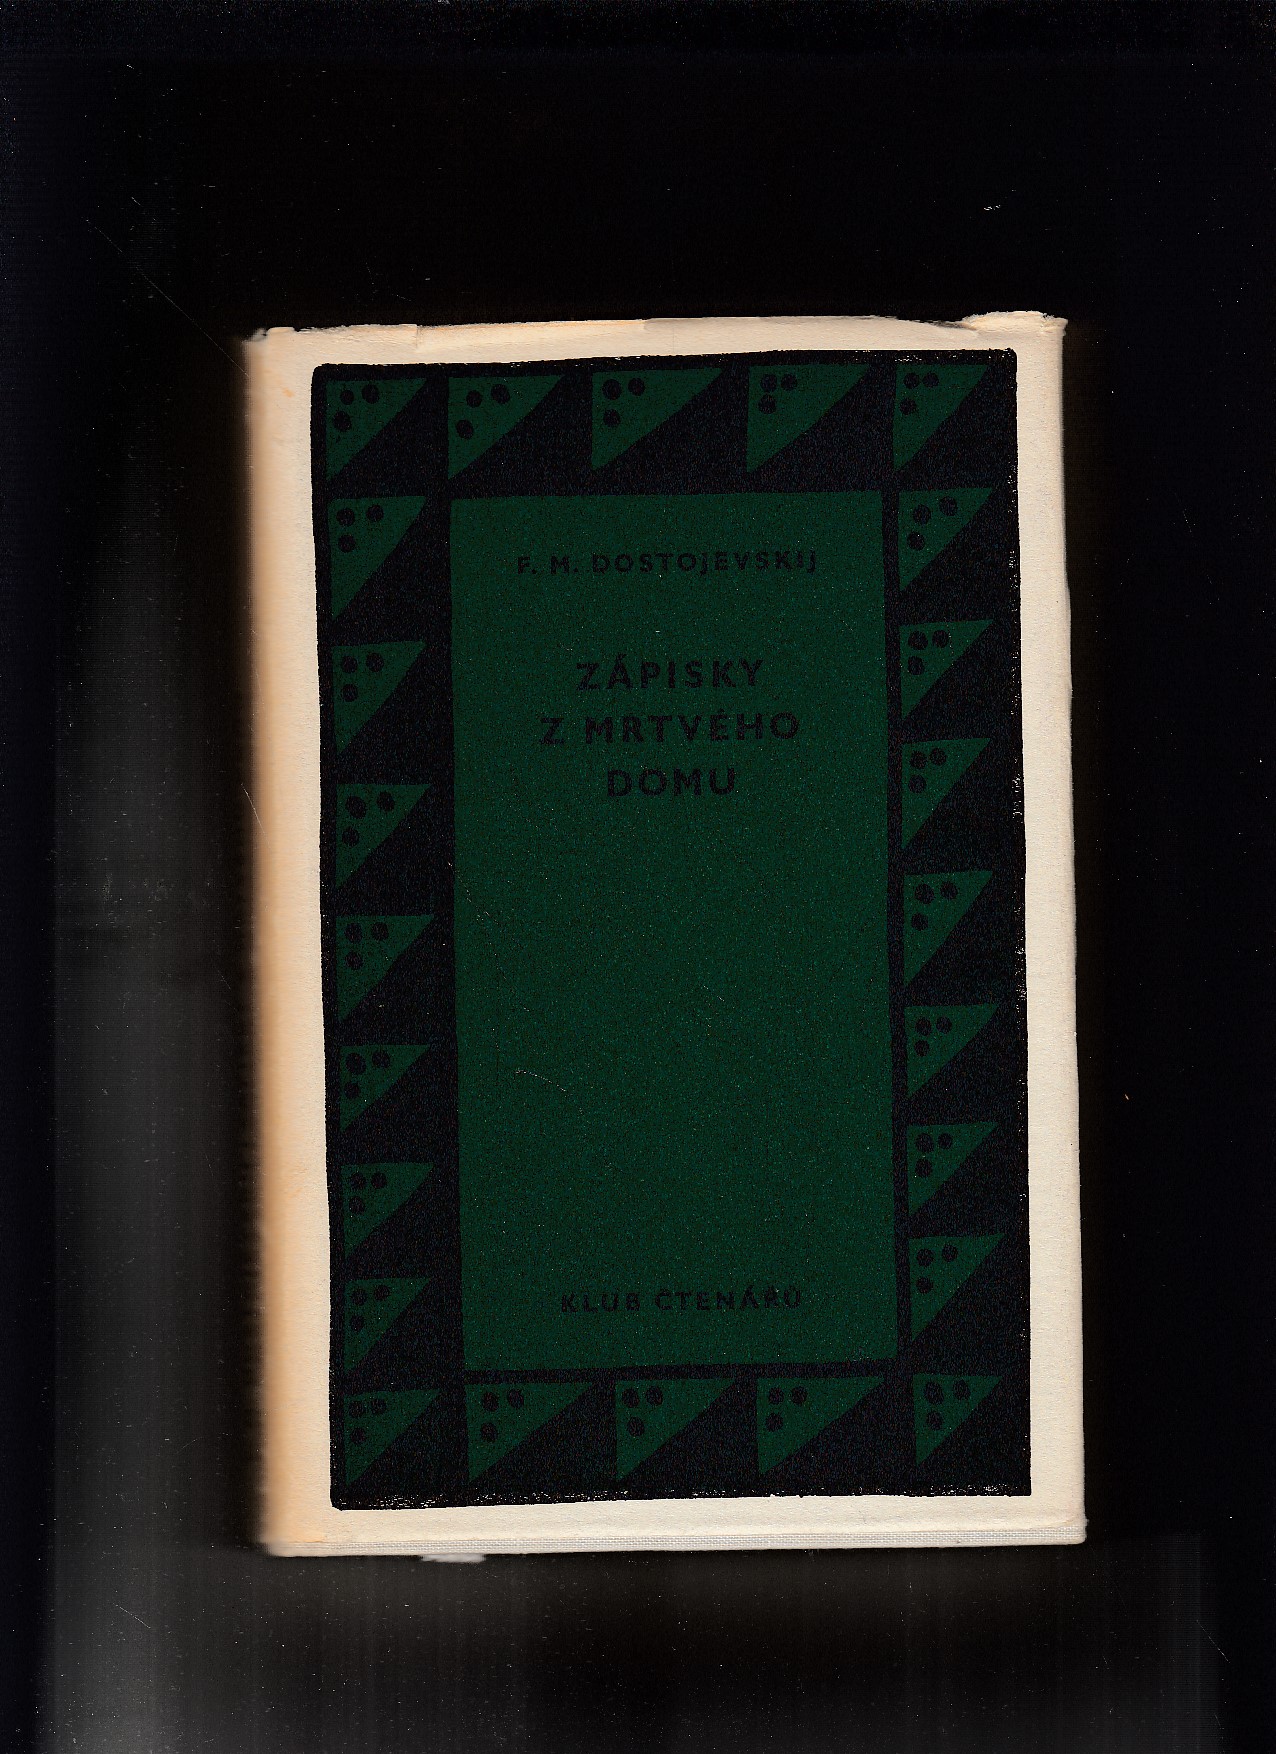 F. M. DOSTOJEVSKIJ
ZÁPISKY
Z MRTVÉHO
DOMU
KLUB ČTENÁŘŮ